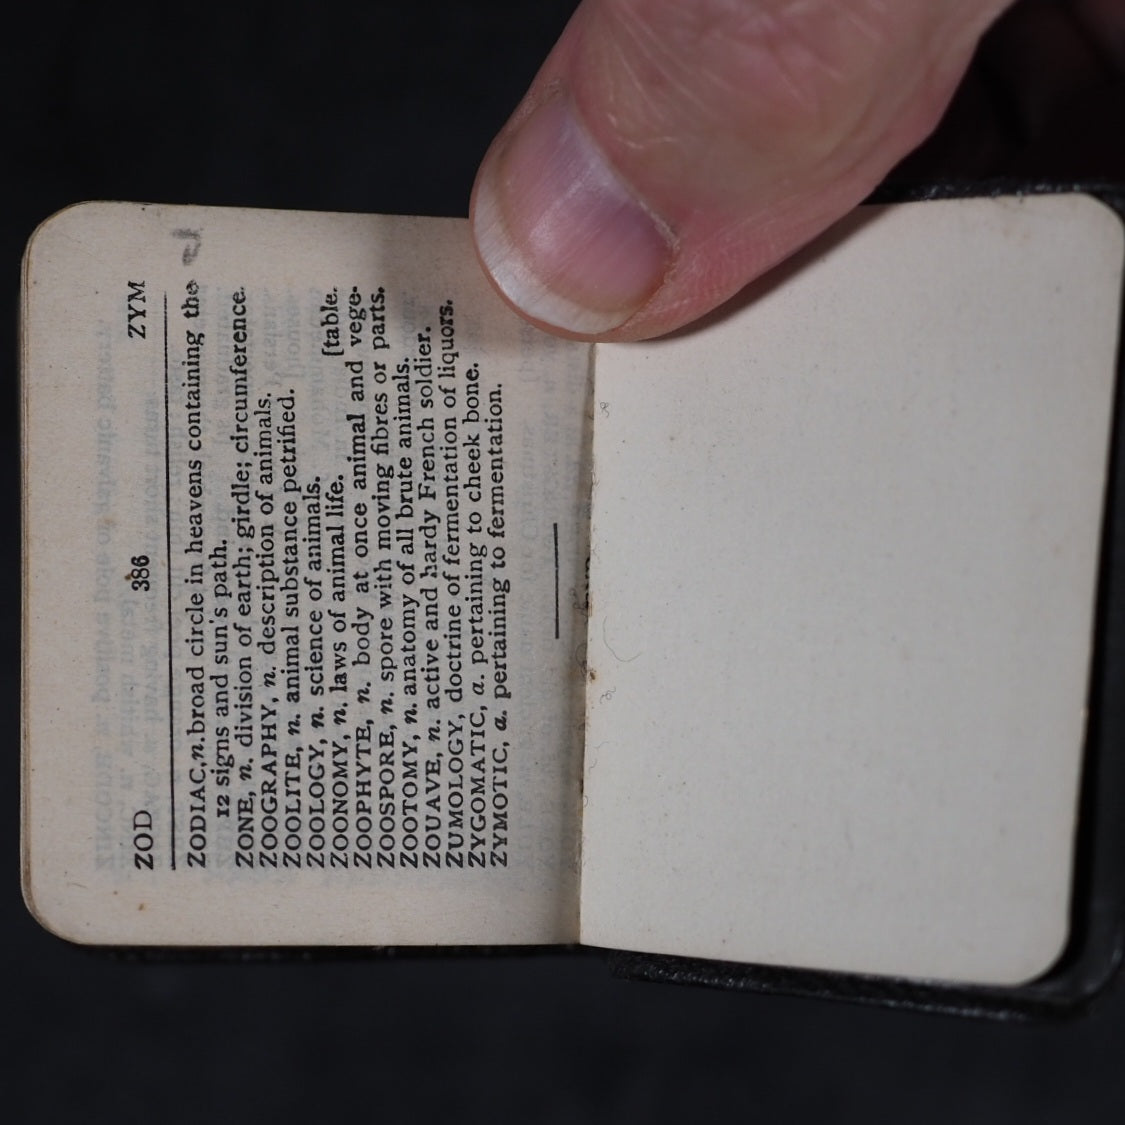 ZOD 386 ZYM
ZODIAC, n. broad circle in heavens containing the
12 signs and sun's path.
ZONE, n. division of earth; girdle; circumference.
ZOOGRAPHY, n. description of animals.
ZOOLITE, n. animal substance petrified.
ZOOLOGY, n. science of animals.
ZOONOMY, n. laws of animal life. [table.
ZOOPHYTE, n. body at once animal and vege-
ZOOSPORE, n. spore with moving fibres or parts.
ZOOTOMY, n. anatomy of all brute animals.
ZOUAVE, n. active and hardy French soldier.
ZUMOLOGY, doctrine of fermentation of liquors.
ZYGOMATIC, a. pertaining to cheek bone.
ZYMOTIC, a. pertaining to fermentation.